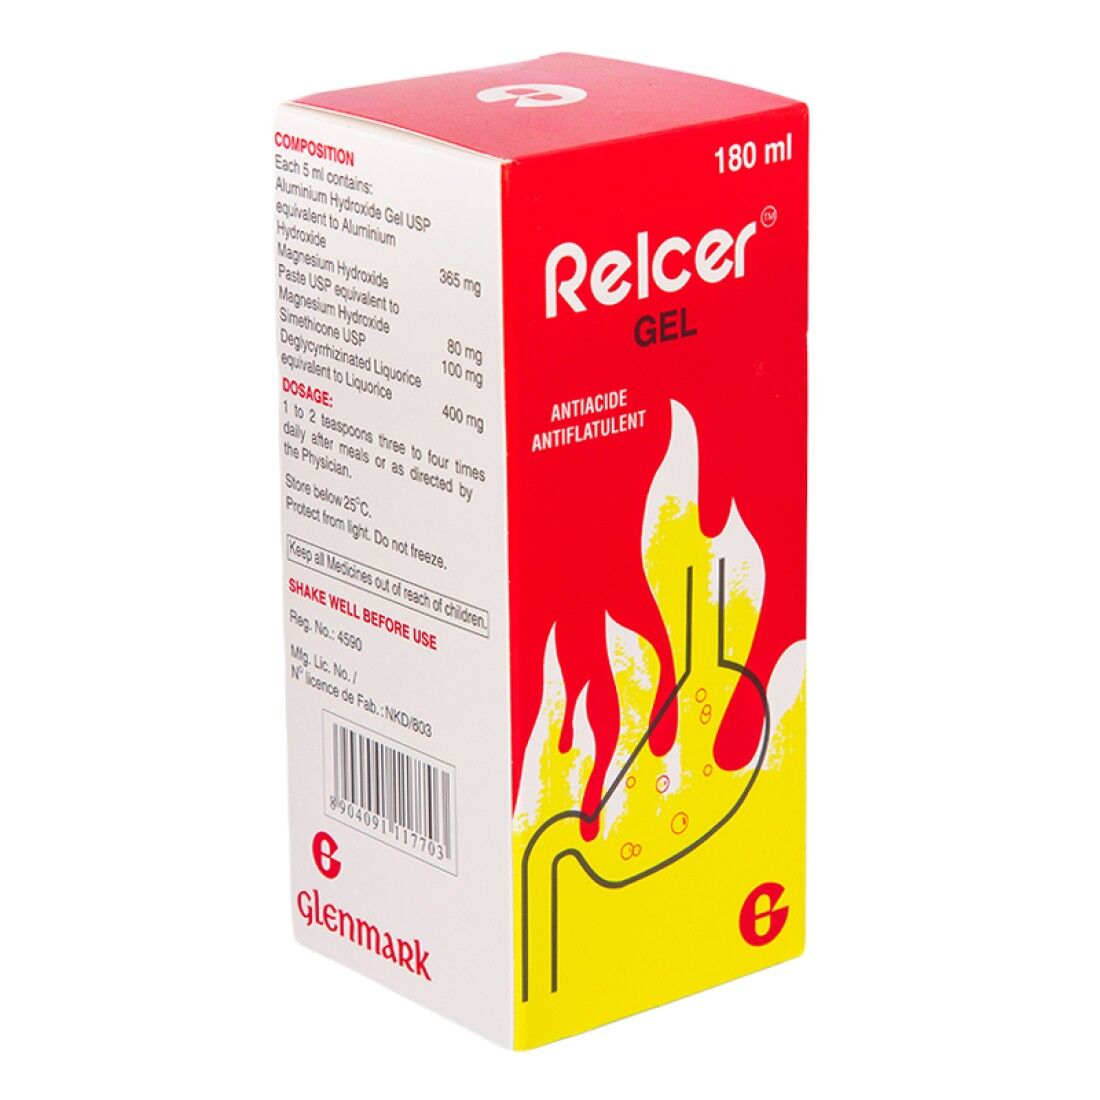 COMPOSITION
Each 5 ml contains:
Aluminium Hydroxide Gel USP
equivalent to Aluminium
Hydroxide 365 mg
Magnesium Hydroxide
Paste USP equivalent to
Magnesium Hydroxide 80 mg
Simethicone USP 100 mg
Deglycyrrhizinated Liquorice
equivalent to Liquorice 400 mg
DOSAGE:
1 to 2 teaspoons three to four times
daily after meals or as directed by
the Physician.
Store below 25°C.
Protect from light. Do not freeze.
Keep all Medicines out of reach of children.
SHAKE WELL BEFORE USE
Reg. No.: 4590
Mfg. Lic. No. /
N° licence de Fab.: NKD/803
8 904091 117703
GLENMARK
180 ml
Relcer™
GEL
ANTIACIDE
ANTIFLATULENT